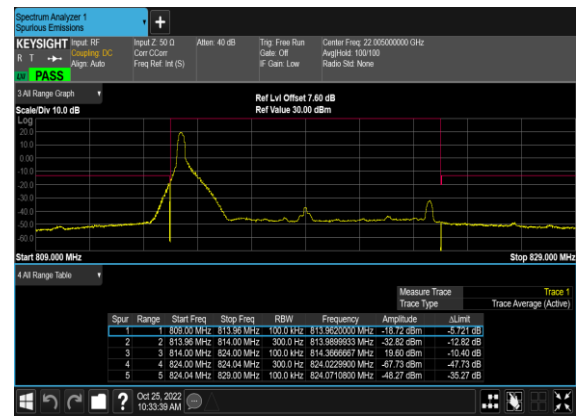 Spectrum Analyzer 1
Spurious Emissions
KEYSIGHT Input: RF Input Z: 50 Ω Atten: 40 dB Trig: Free Run Center Freq: 22.005000000 GHz
R T Coupling: DC Corr CCorr Gate: Off Avg|Hold: 100/100
Align: Auto Freq Ref: Int (S) IF Gain: Low Radio Std: None
PASS
3 All Range Graph
Ref Lvl Offset 7.60 dB
Scale/Div 10.0 dB Ref Value 30.00 dBm
Log
20.0
10.0
0.00
-10.0
-20.0
-30.0
-40.0
-50.0
-60.0
Start 809.000 MHz Stop 829.000 MHz
4 All Range Table
Measure Trace Trace 1
Trace Type Trace Average (Active)
Spur Range Start Freq Stop Freq RBW Frequency Amplitude ΔLimit
1 1 809.00 MHz 813.96 MHz 100.0 kHz 813.9620000 MHz -18.72 dBm -5.721 dB
2 2 813.96 MHz 814.00 MHz 300.0 Hz 813.9899933 MHz -32.82 dBm -12.82 dB
3 3 814.00 MHz 824.00 MHz 100.0 kHz 814.3666667 MHz 19.60 dBm -10.40 dB
4 4 824.00 MHz 824.04 MHz 300.0 Hz 824.0229900 MHz -67.73 dBm -47.73 dB
5 5 824.04 MHz 829.00 MHz 100.0 kHz 824.0710800 MHz -48.27 dBm -35.27 dB
Oct 25, 2022
10:33:39 AM